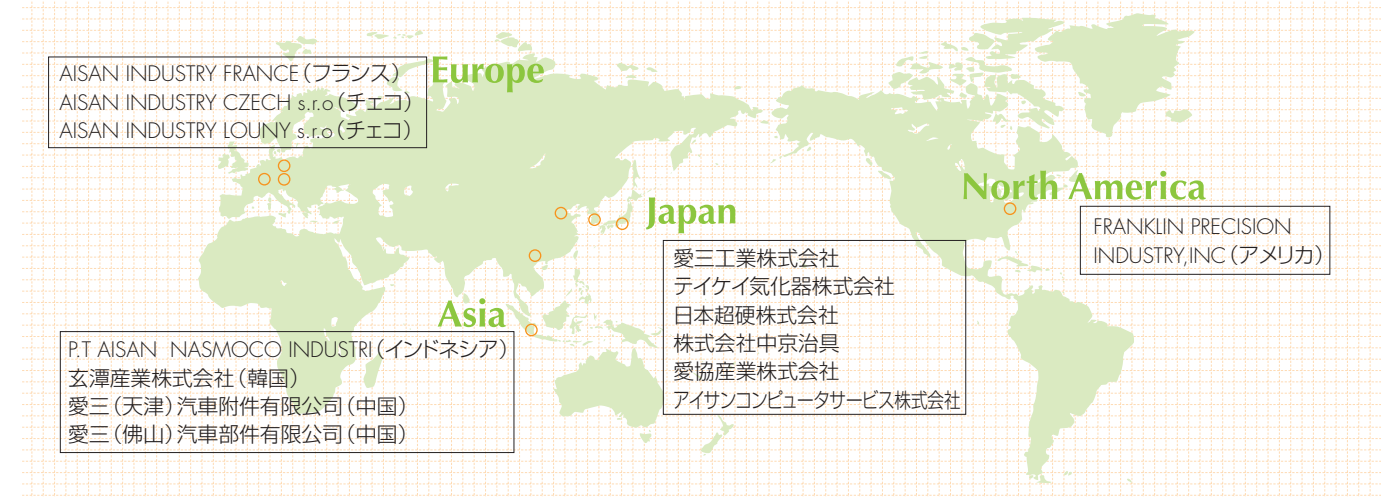 Europe
AISAN INDUSTRY FRANCE(フランス)
AISAN INDUSTRY CZECH s.r.o(チェコ)
AISAN INDUSTRY LOUNY s.r.o(チェコ)
Japan
愛三工業株式会社
テイケイ気化器株式会社
日本超硬株式会社
株式会社中京治具
愛協産業株式会社
アイサンコンピュータサービス株式会社
North America
FRANKLIN PRECISION
INDUSTRY,INC(アメリカ)
Asia
P.T AISAN NASMOCO INDUSTRI(インドネシア)
玄潭産業株式会社(韓国)
愛三(天津)汽車附件有限公司(中国)
愛三(佛山)汽車部件有限公司(中国)